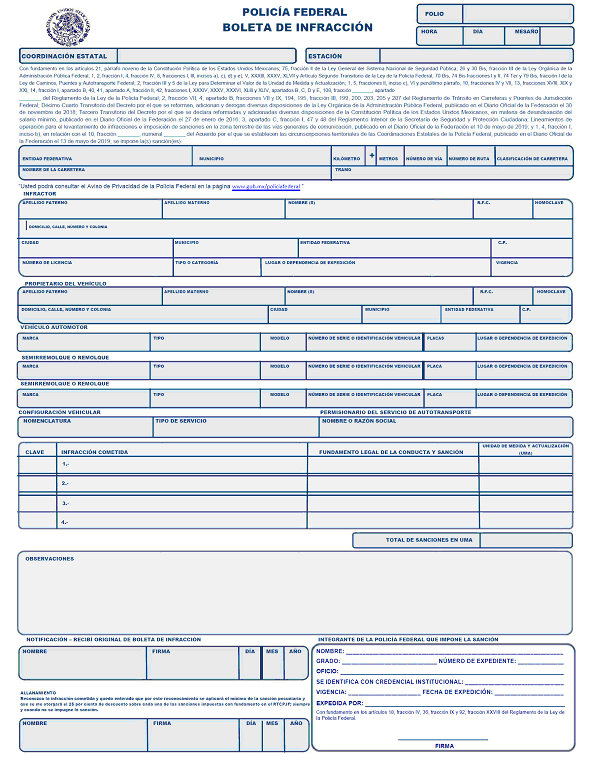 POLICÍA FEDERAL
BOLETA DE INFRACCIÓN
FOLIO
HORA DÍA MES AÑO
COORDINACIÓN ESTATAL ESTACIÓN
Con fundamento en los artículos 21, párrafo noveno de la Constitución Política de los Estados Unidos Mexicanos; 75, fracción II de la Ley General del Sistema Nacional de Seguridad Pública; 26 y 30 Bis, fracción III de la Ley Orgánica de la
Administración Pública Federal; 1, 2, fracción I, 4, fracción IV, 8, fracciones I, III, incisos a), c), d) y e), V, XXXII, XXXV, XLVII y Artículo Segundo Transitorio de la Ley de la Policía Federal; 70 Bis, 74 Bis fracciones I y II, 74 Ter y 79 Bis, fracción I de la
Ley de Caminos, Puentes y Autotransporte Federal; 2, fracción III y 5 de la Ley para Determinar el Valor de la Unidad de Medida y Actualización; 1, 5, fracciones II, inciso c), VI y penúltimo párrafo, 10, fracciones IV y VII, 13, fracciones XVIII, XIX y
XXI, 14, fracción I, apartado B, 40, 41, apartado A, fracción II, 42, fracciones I, XXXIV, XXXV, XXXVI, XLIII y XLIV, apartados B, C, D y E, 108, fracción ______ apartado
______, del Reglamento de la Ley de la Policía Federal; 2, fracción VII, 4, apartado B, fracciones VII y IX, 194, 195, fracción III, 199, 200, 203, 205 y 207 del Reglamento de Tránsito en Carreteras y Puentes de Jurisdicción
Federal; Décimo Cuarto Transitorio del Decreto por el que se reforman, adicionan y derogan diversas disposiciones de la Ley Orgánica de la Administración Pública Federal, publicado en el Diario Oficial de la Federación el 30 de
noviembre de 2018; Tercero Transitorio del Decreto por el que se declara reformadas y adicionadas diversas disposiciones de la Constitución Política de los Estados Unidos Mexicanos, en materia de desindexación del
salario mínimo, publicado en el Diario Oficial de la Federación el 27 de enero de 2016; 3, apartado C, fracción I, 47 y 48 del Reglamento Interior de la Secretaría de Seguridad y Protección Ciudadana; Lineamientos de
operación para el levantamiento de infracciones e imposición de sanciones en la zona terrestre de las vías generales de comunicación, publicado en el Diario Oficial de la Federación el 10 de mayo de 2019; y 1, 4, fracción I,
inciso b), en relación con el 10, fracción ______ numeral ______, del Acuerdo por el que se establecen las circunscripciones territoriales de las Coordinaciones Estatales de la Policía Federal, publicado en el Diario Oficial de
la Federación el 13 de mayo de 2019; se impone la(s) sanción(es):
ENTIDAD FEDERATIVA MUNICIPIO KILÓMETRO + METROS NÚMERO DE VÍA NÚMERO DE RUTA CLASIFICACIÓN DE CARRETERA
NOMBRE DE LA CARRETERA TRAMO
"Usted podrá consultar el Aviso de Privacidad de la Policía Federal en la página www.gob.mx/policiafederal."
INFRACTOR
APELLIDO PATERNO APELLIDO MATERNO NOMBRE (S) R.F.C. HOMOCLAVE
DOMICILIO, CALLE, NÚMERO Y COLONIA
CIUDAD MUNICIPIO ENTIDAD FEDERATIVA C.P.
NÚMERO DE LICENCIA TIPO O CATEGORÍA LUGAR O DEPENDENCIA DE EXPEDICIÓN VIGENCIA
PROPIETARIO DEL VEHÍCULO
APELLIDO PATERNO APELLIDO MATERNO NOMBRE (S) R.F.C. HOMOCLAVE
DOMICILIO, CALLE, NÚMERO Y COLONIA CIUDAD MUNICIPIO ENTIDAD FEDERATIVA C.P.
VEHÍCULO AUTOMOTOR
MARCA TIPO MODELO NÚMERO DE SERIE O IDENTIFICACIÓN VEHICULAR PLACAS LUGAR O DEPENDENCIA DE EXPEDICIÓN
SEMIRREMOLQUE O REMOLQUE
MARCA TIPO MODELO NÚMERO DE SERIE O IDENTIFICACIÓN VEHICULAR PLACA LUGAR O DEPENDENCIA DE EXPEDICIÓN
SEMIRREMOLQUE O REMOLQUE
MARCA TIPO MODELO NÚMERO DE SERIE O IDENTIFICACIÓN VEHICULAR PLACA LUGAR O DEPENDENCIA DE EXPEDICIÓN
CONFIGURACIÓN VEHICULAR PERMISIONARIO DEL SERVICIO DE AUTOTRANSPORTE
NOMENCLATURA TIPO DE SERVICIO NOMBRE O RAZÓN SOCIAL
CLAVE INFRACCIÓN COMETIDA FUNDAMENTO LEGAL DE LA CONDUCTA Y SANCIÓN UNIDAD DE MEDIDA Y ACTUALIZACIÓN
(UMA)
1.-
2.-
3.-
4.-
TOTAL DE SANCIONES EN UMA
OBSERVACIONES
NOTIFICACIÓN – RECIBÍ ORIGINAL DE BOLETA DE INFRACCIÓN
NOMBRE FIRMA DÍA MES AÑO
ALLANAMIENTO
Reconozco la infracción cometida y quedo enterado que por este reconocimiento se aplicará el mínimo de la sanción pecuniaria y
que se me otorgará el 25 por ciento de descuento sobre cada una de las sanciones impuestas con fundamento en el RTCPJF; siempre
y cuando no se impugne la sanción.
NOMBRE FIRMA DÍA MES AÑO
INTEGRANTE DE LA POLICÍA FEDERAL QUE IMPONE LA SANCIÓN
NOMBRE:
GRADO: NÚMERO DE EXPEDIENTE:
OFICIO:
SE IDENTIFICA CON CREDENCIAL INSTITUCIONAL:
VIGENCIA: FECHA DE EXPEDICIÓN:
EXPEDIDA POR:
Con fundamento en los artículos 18, fracción IV, 36, fracción IX y 92, fracción XXVIII del Reglamento de la Ley de
la Policía Federal.
FIRMA